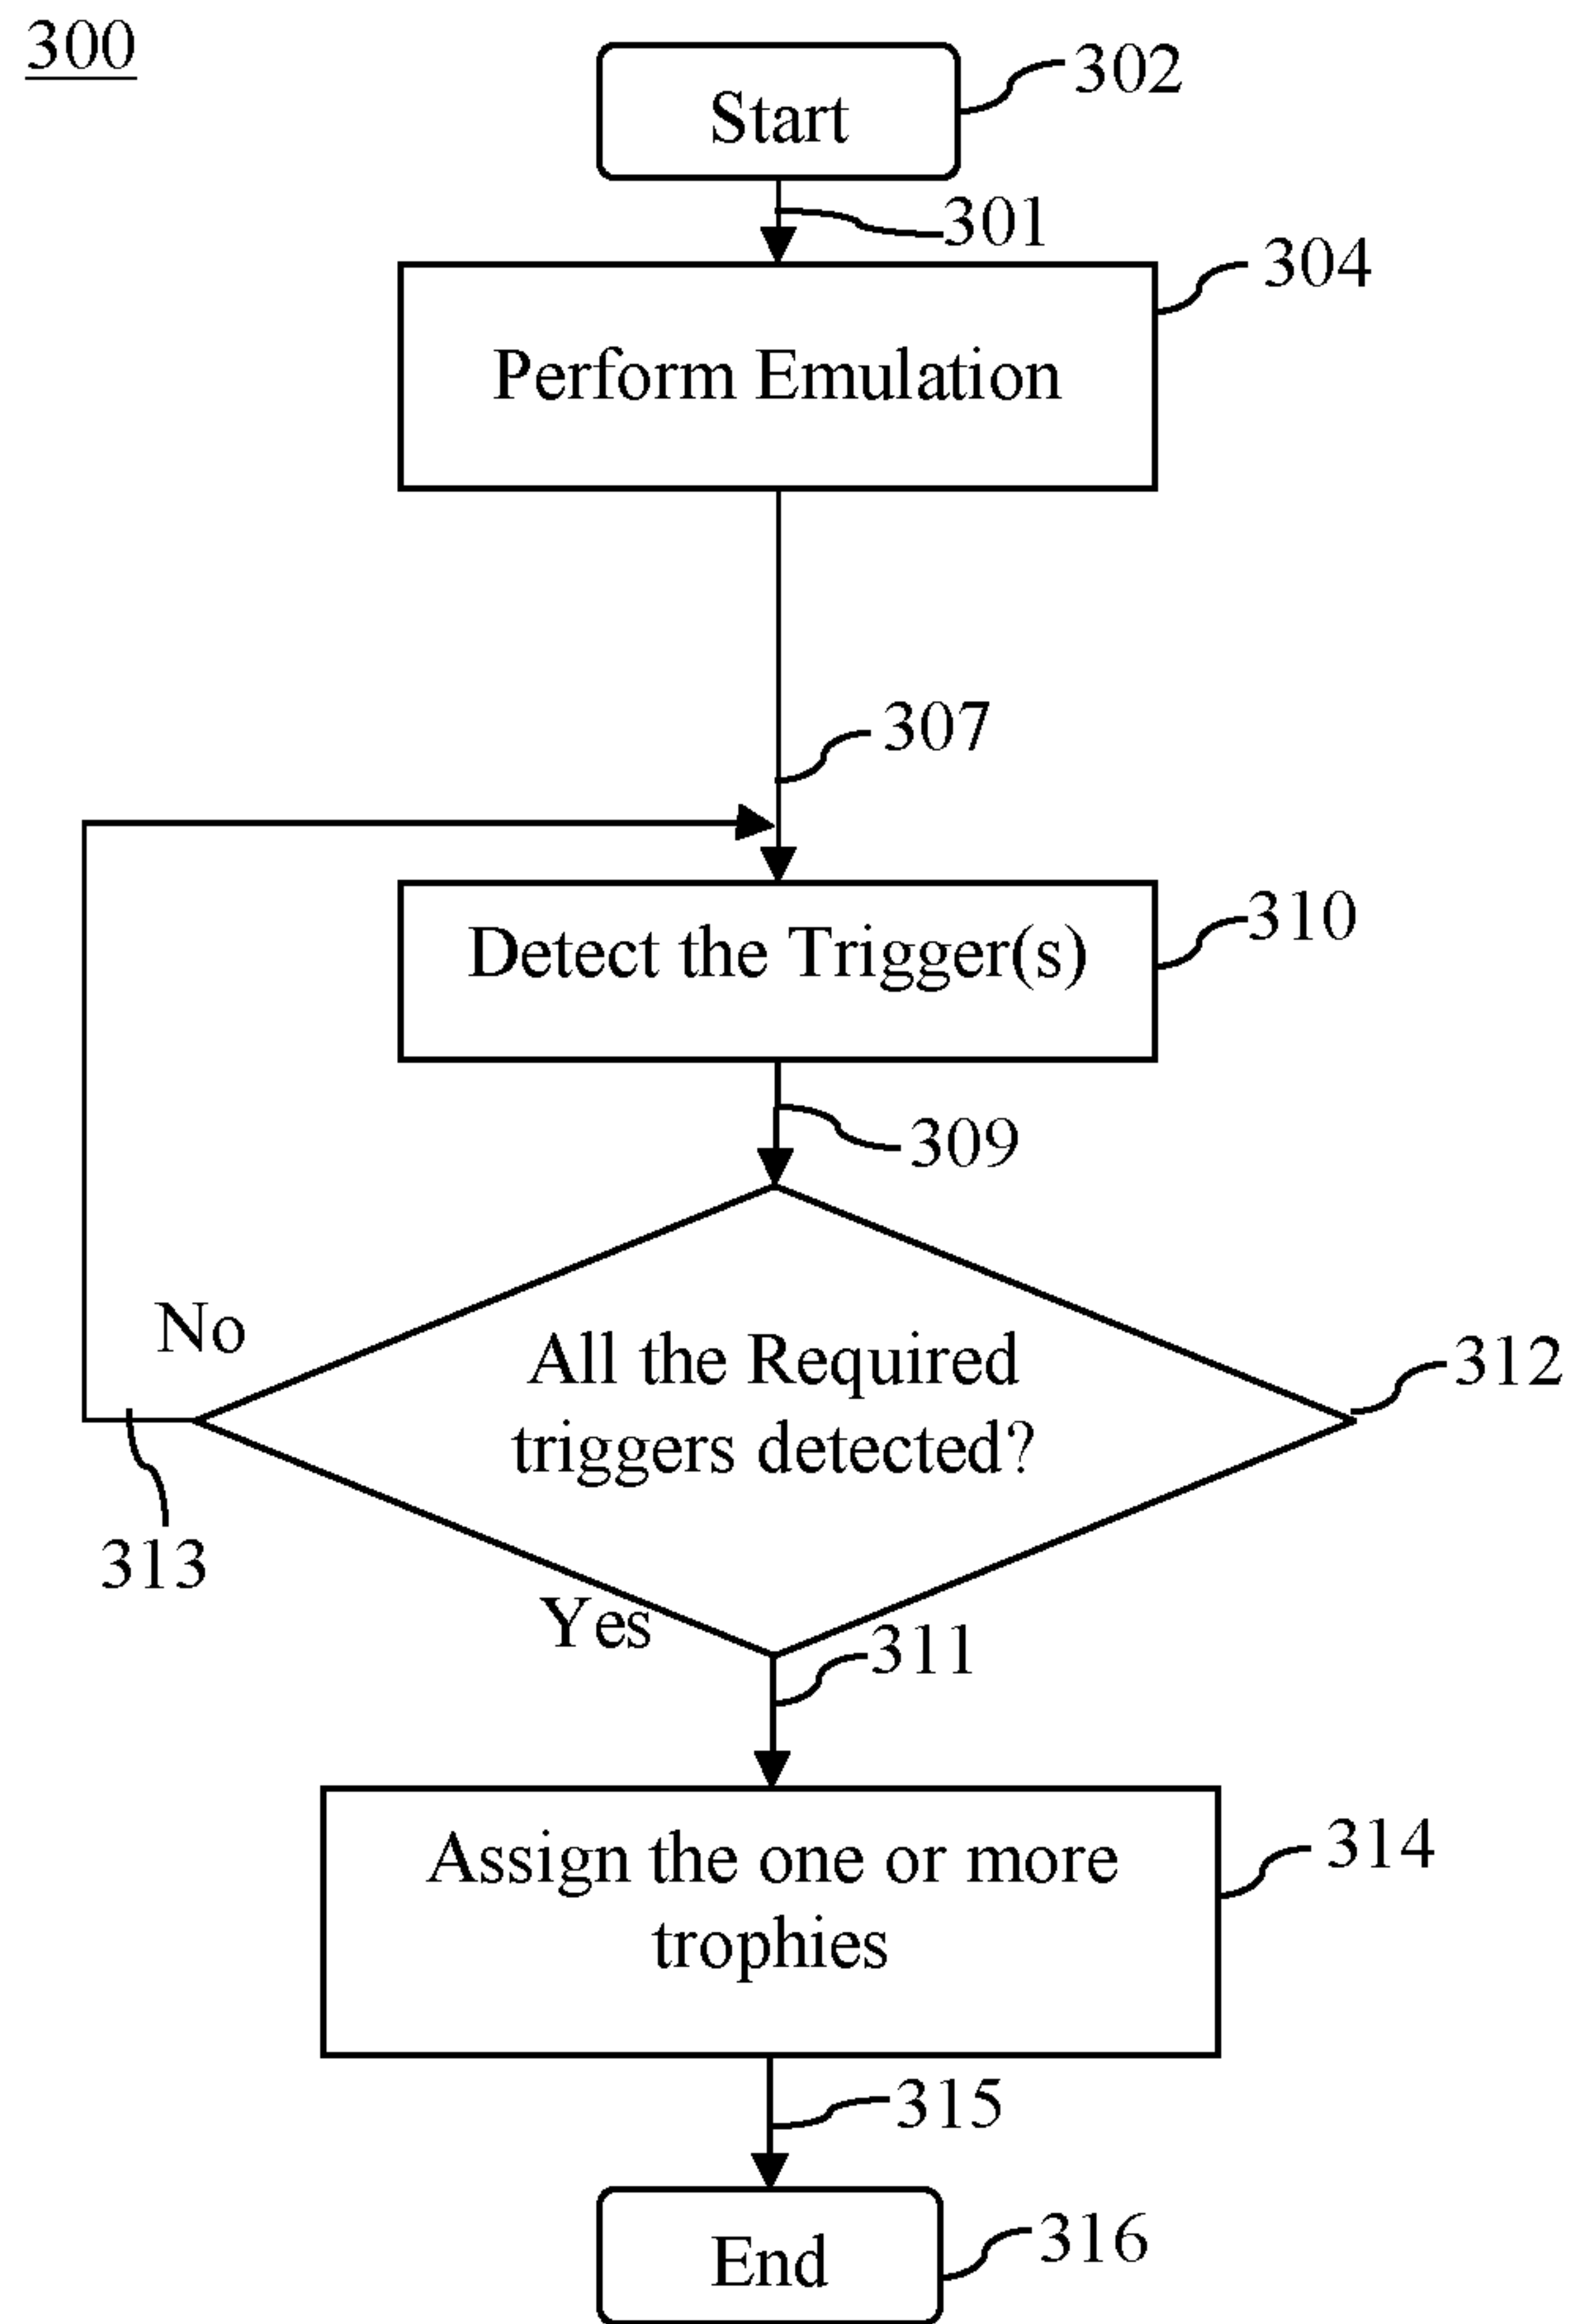 300
Start
302
301
304
Perform Emulation
307
Detect the Trigger(s)
310
309
No
All the Required
triggers detected?
312
313
Yes
311
Assign the one or more
trophies
314
315
End
316